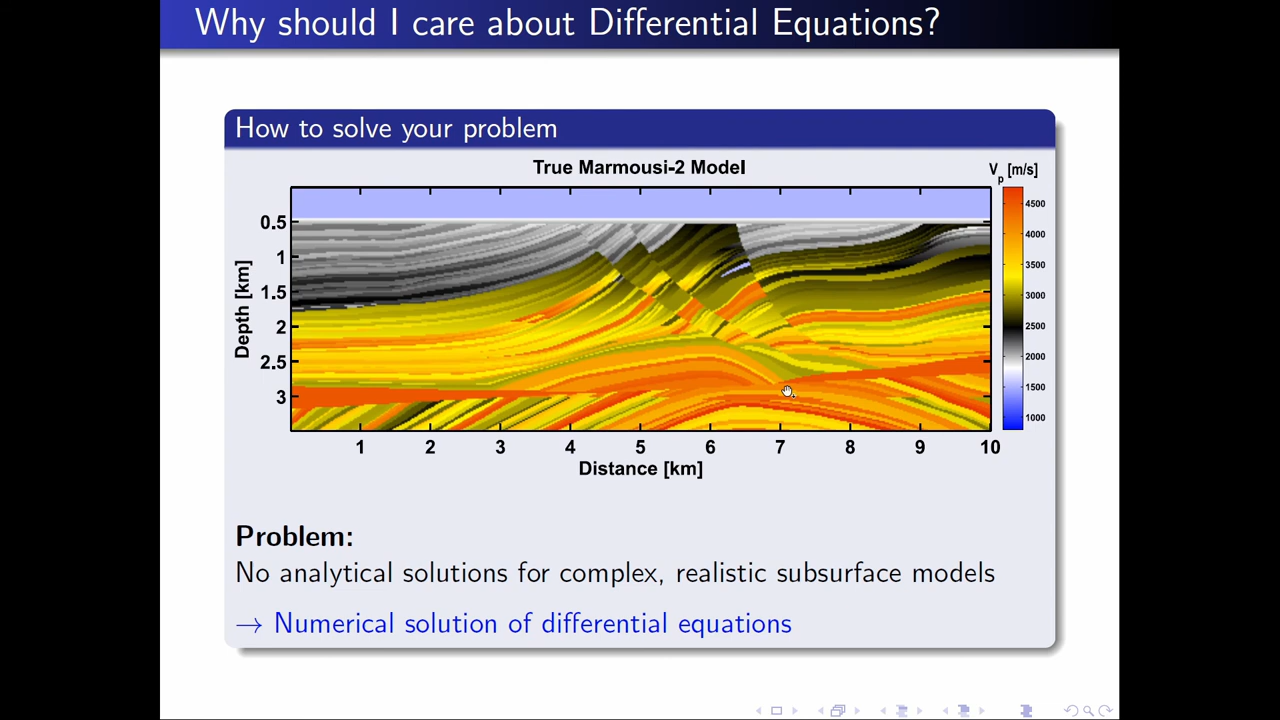 Why should I care about Differential Equations?
How to solve your problem
True Marmousi-2 Model
Vp [m/s]
4500
4000
3500
3000
2500
2000
1500
1000
Depth [km]
0.5
1
1.5
2
2.5
3
1 2 3 4 5 6 7 8 9 10
Distance [km]
Problem:
No analytical solutions for complex, realistic subsurface models
→ Numerical solution of differential equations